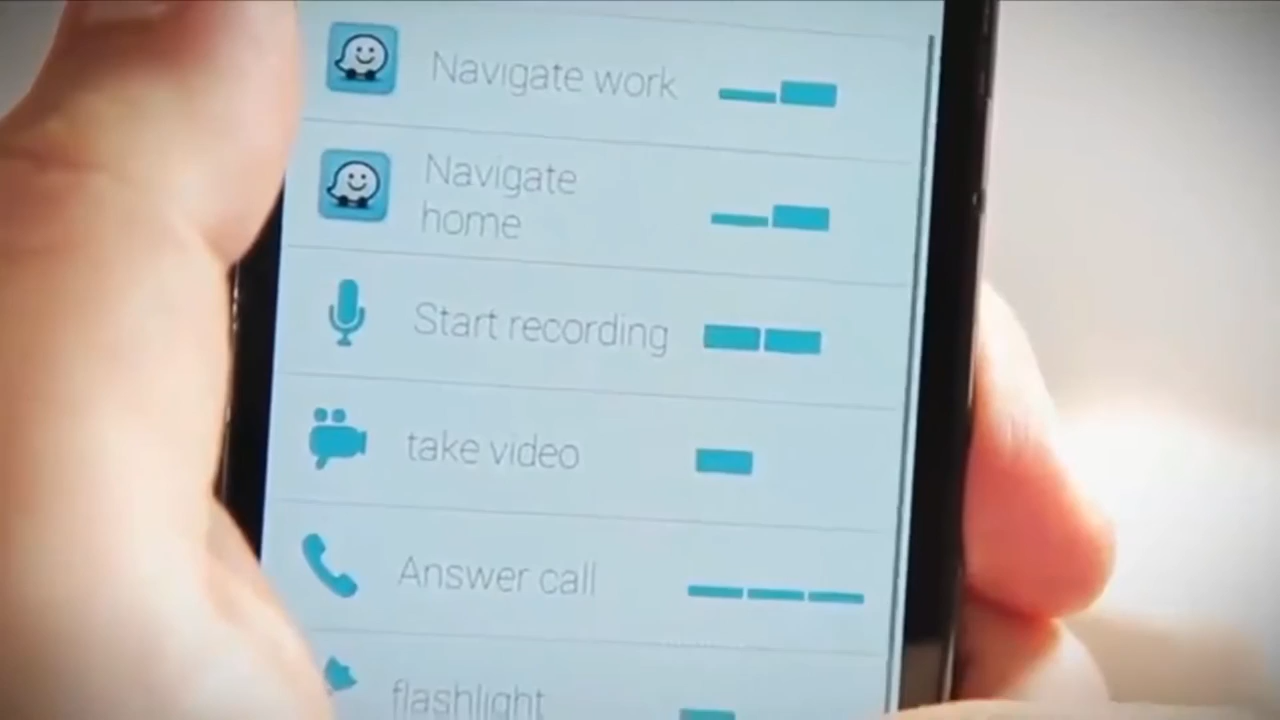 Navigate work
Navigate
home
Start recording
take video
Answer call
flashlight